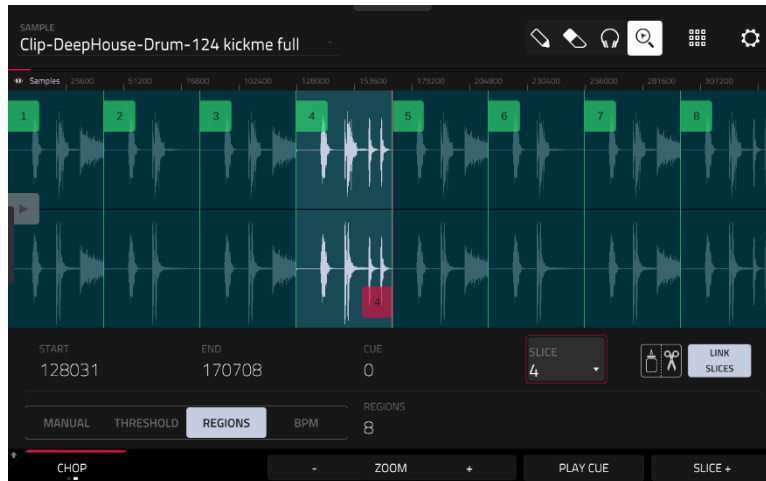 SAMPLE
Clip-DeepHouse-Drum-124 kickme full
Samples 25600 51200 76800 102400 128000 153600 179200 204800 230400 256000 281600 307200
1 2 3 4 5 6 7 8
4
START END CUE SLICE
128031 170708 0 4
LINK SLICES
REGIONS
MANUAL THRESHOLD REGIONS BPM 8
CHOP - ZOOM + PLAY CUE SLICE +